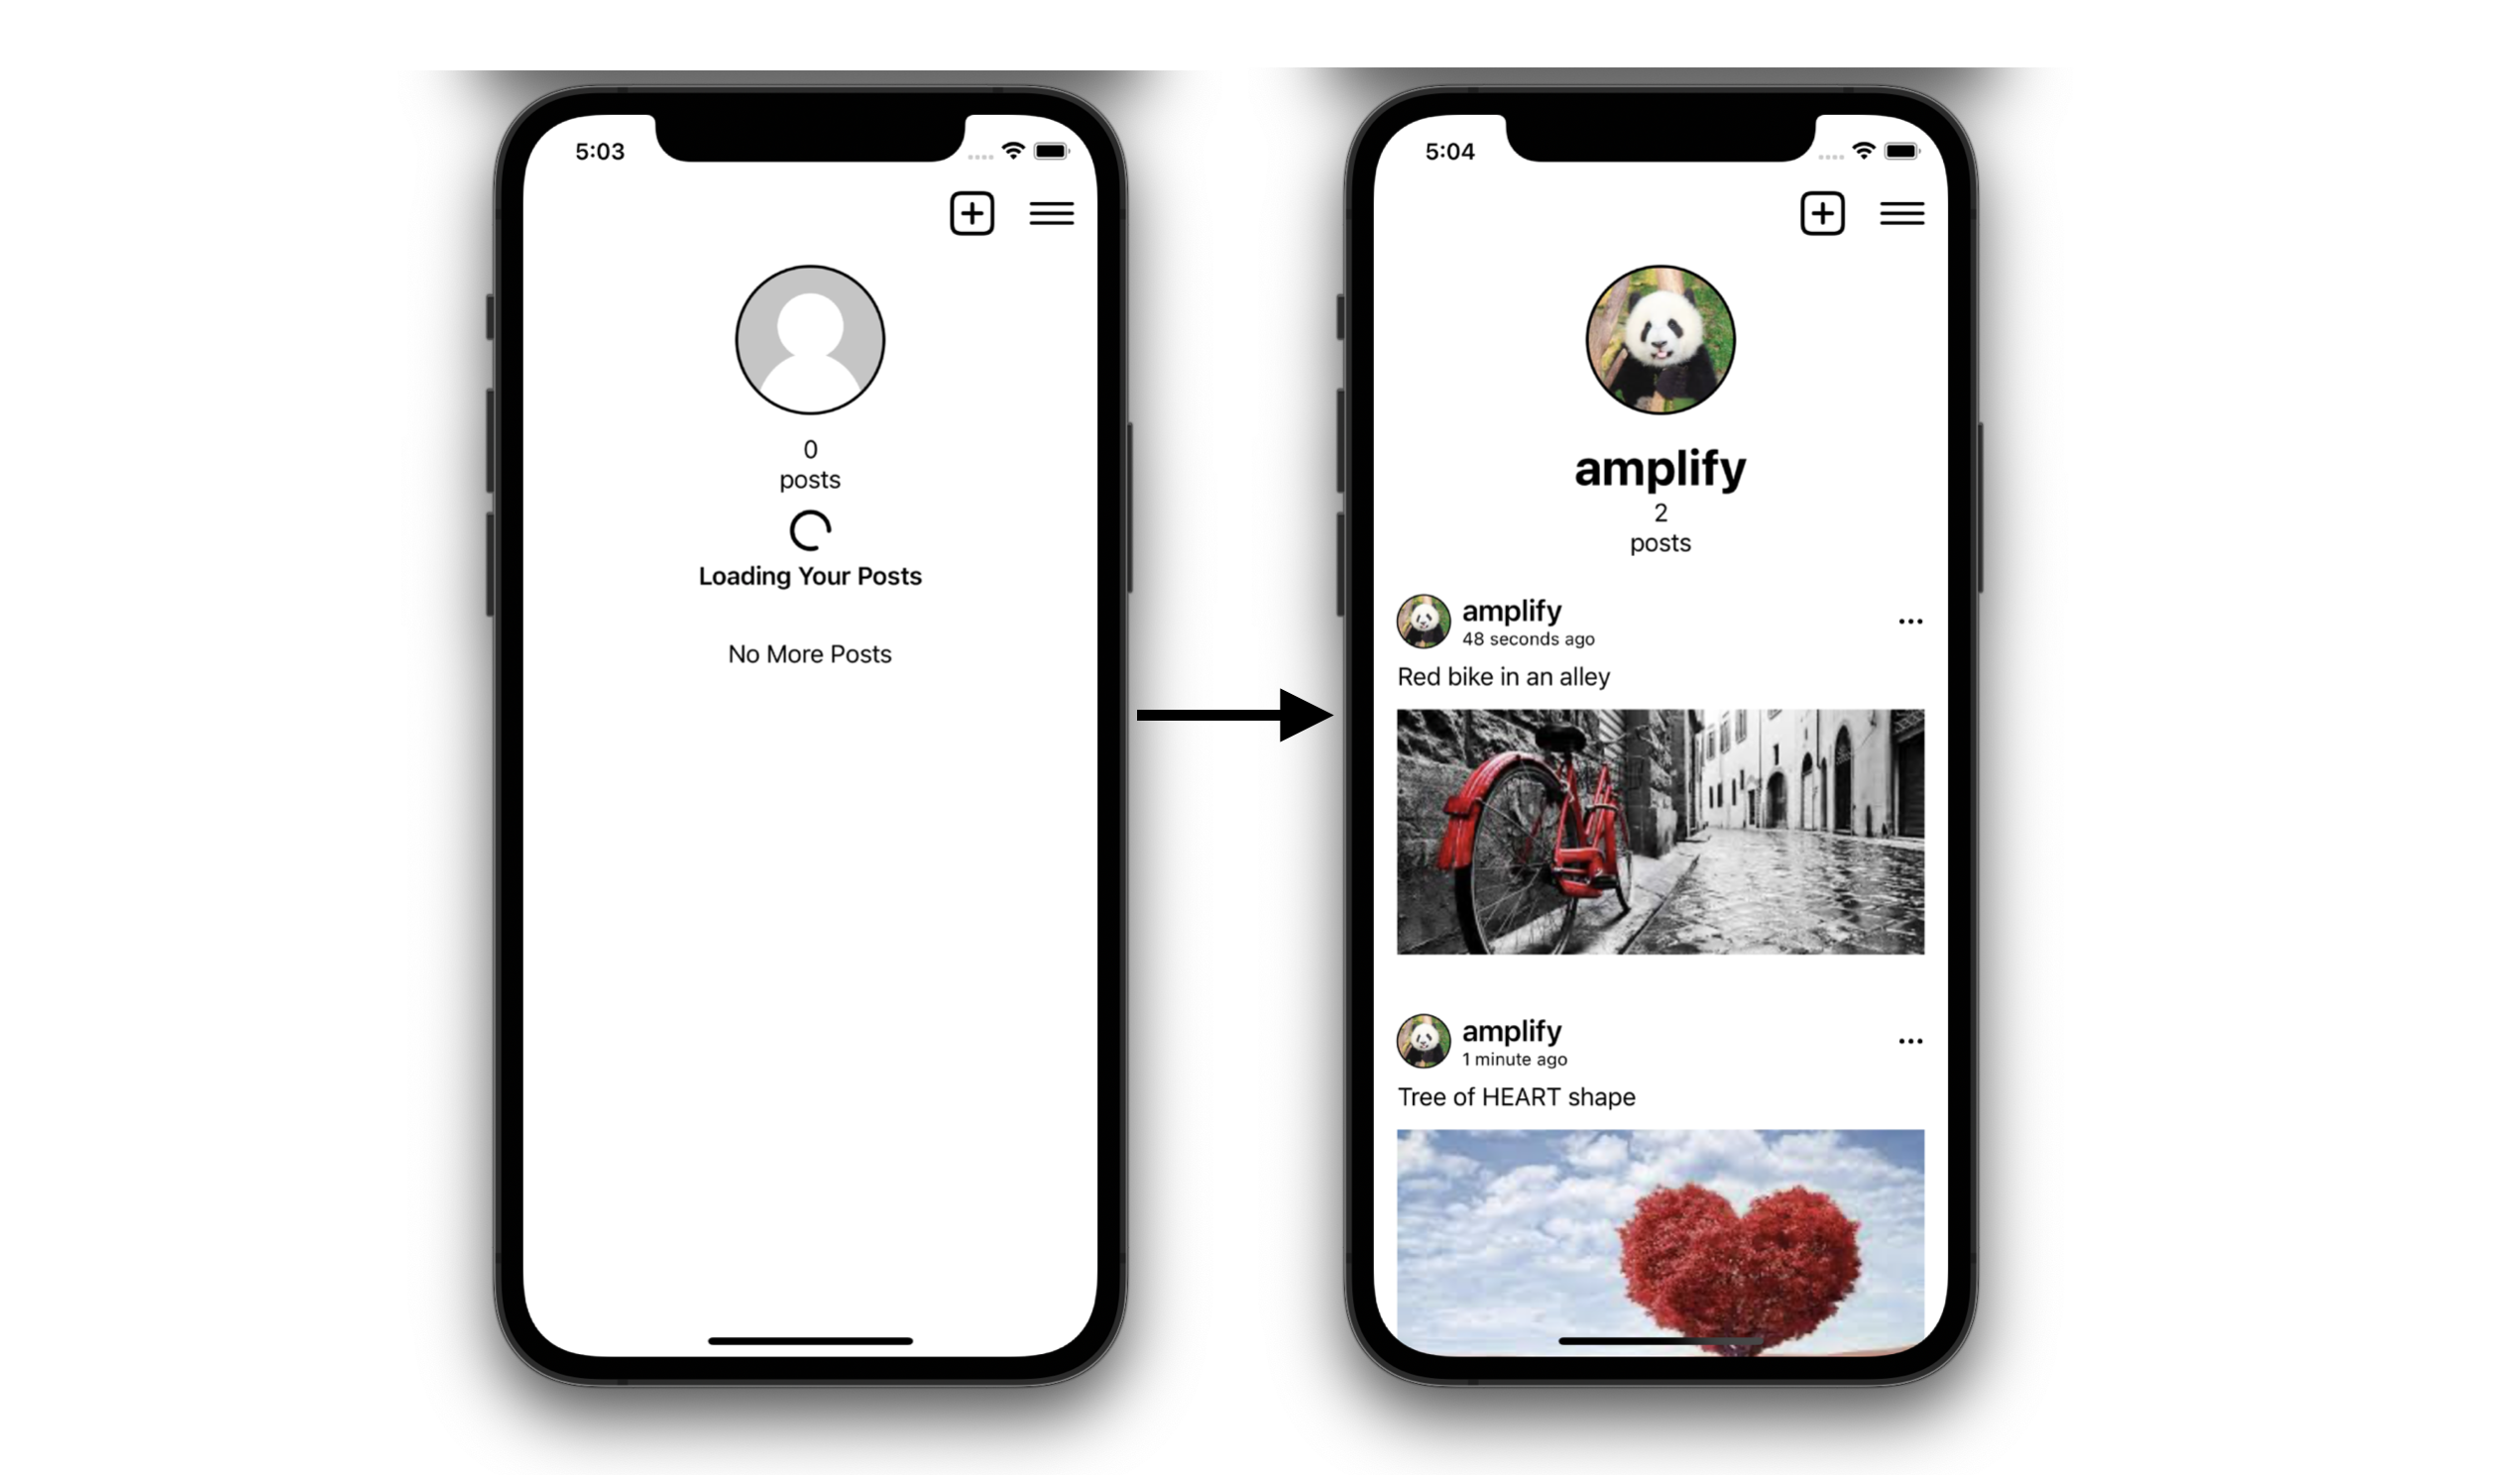 5:03
0
posts
Loading Your Posts
No More Posts
5:04
amplify
2
posts
amplify
48 seconds ago
Red bike in an alley
amplify
1 minute ago
Tree of HEART shape